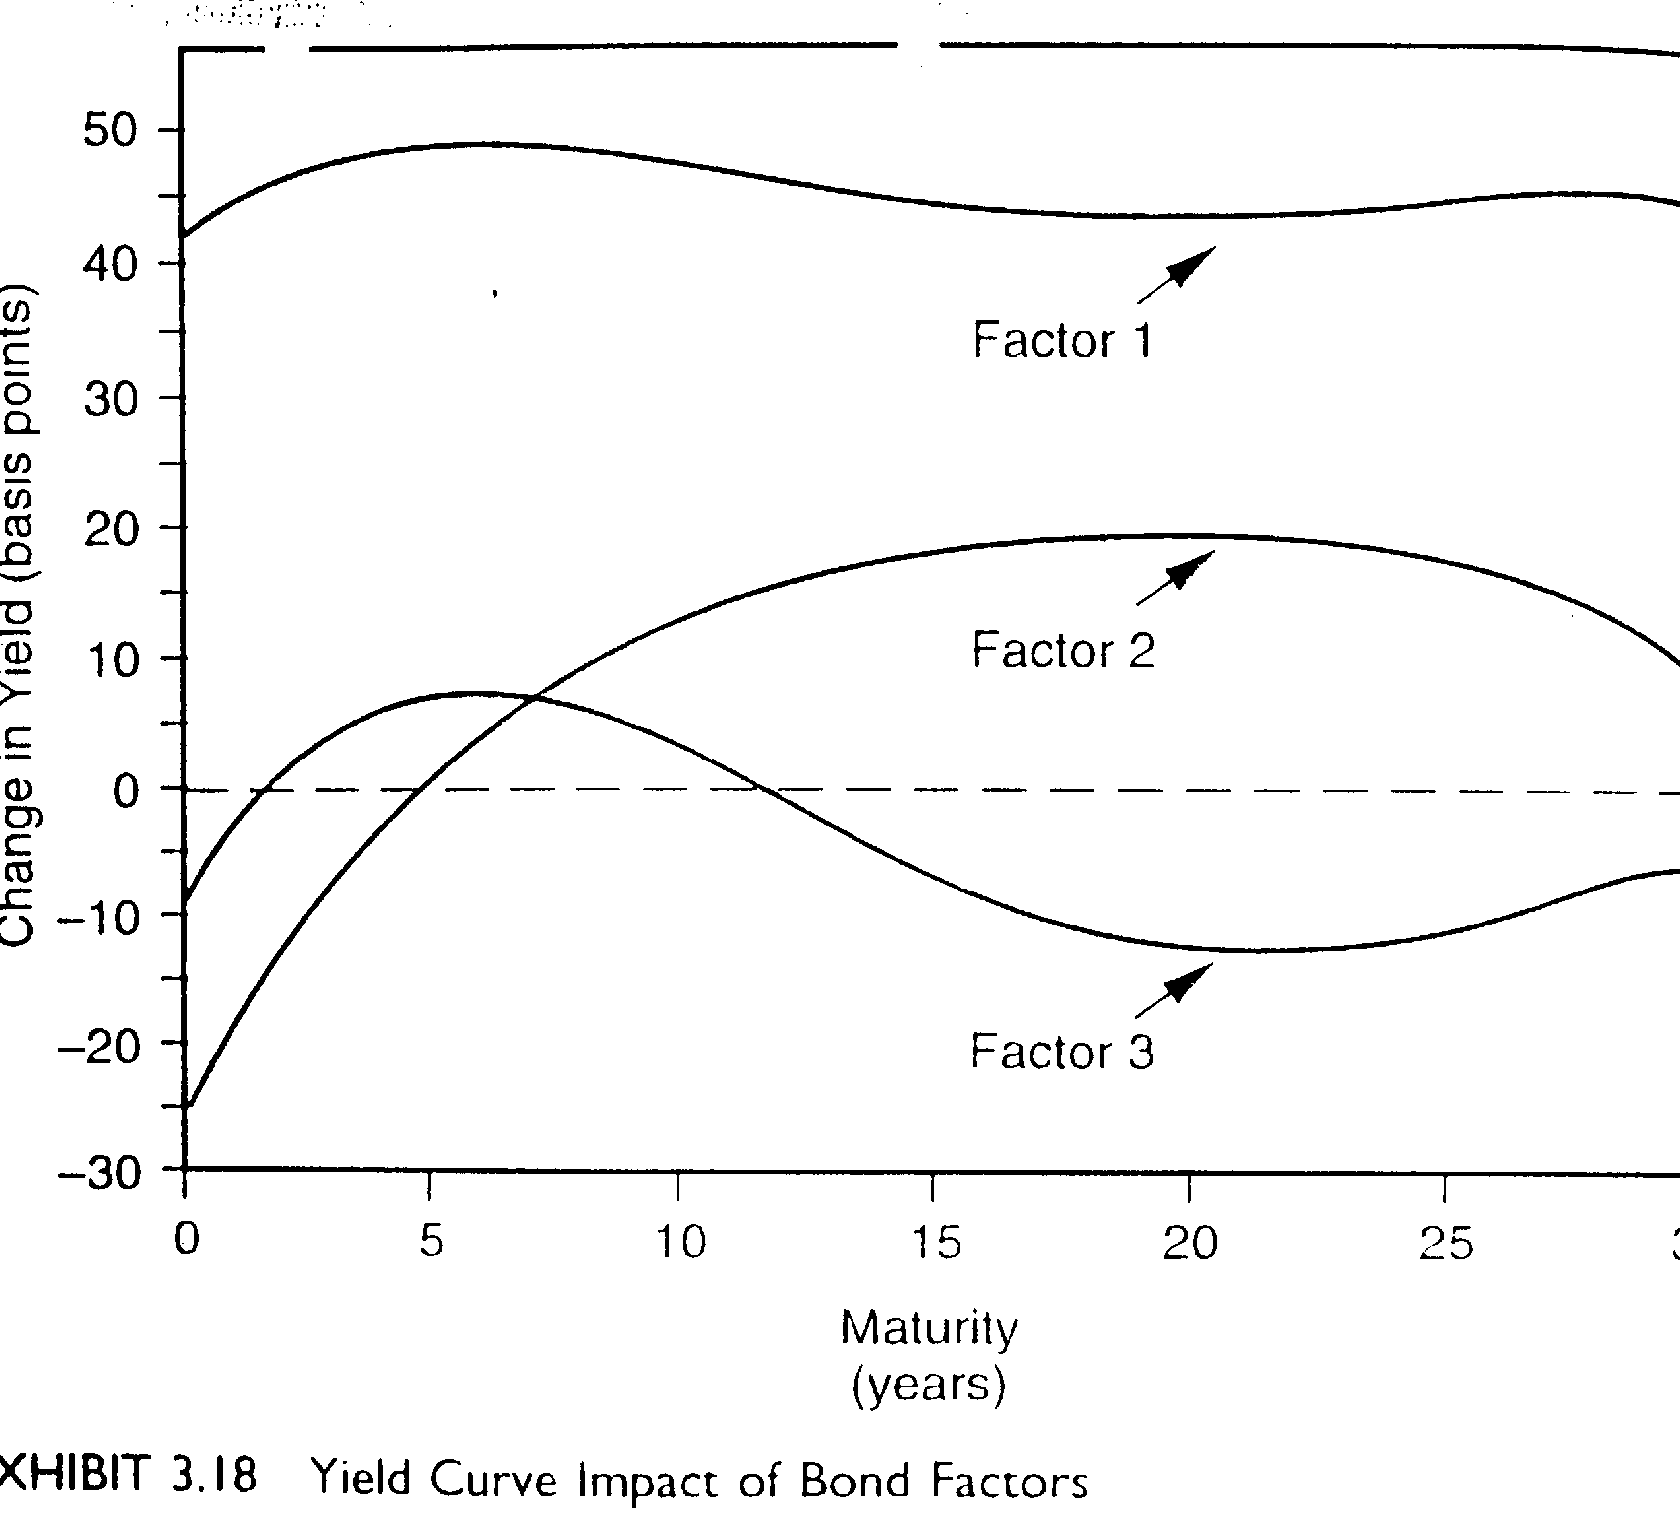 50
40
30
20
10
0
–10
–20
–30
Change in Yield (basis points)
Factor 1
Factor 2
Factor 3
0 5 10 15 20 25
Maturity
(years)
XHIBIT 3.18 Yield Curve Impact of Bond Factors